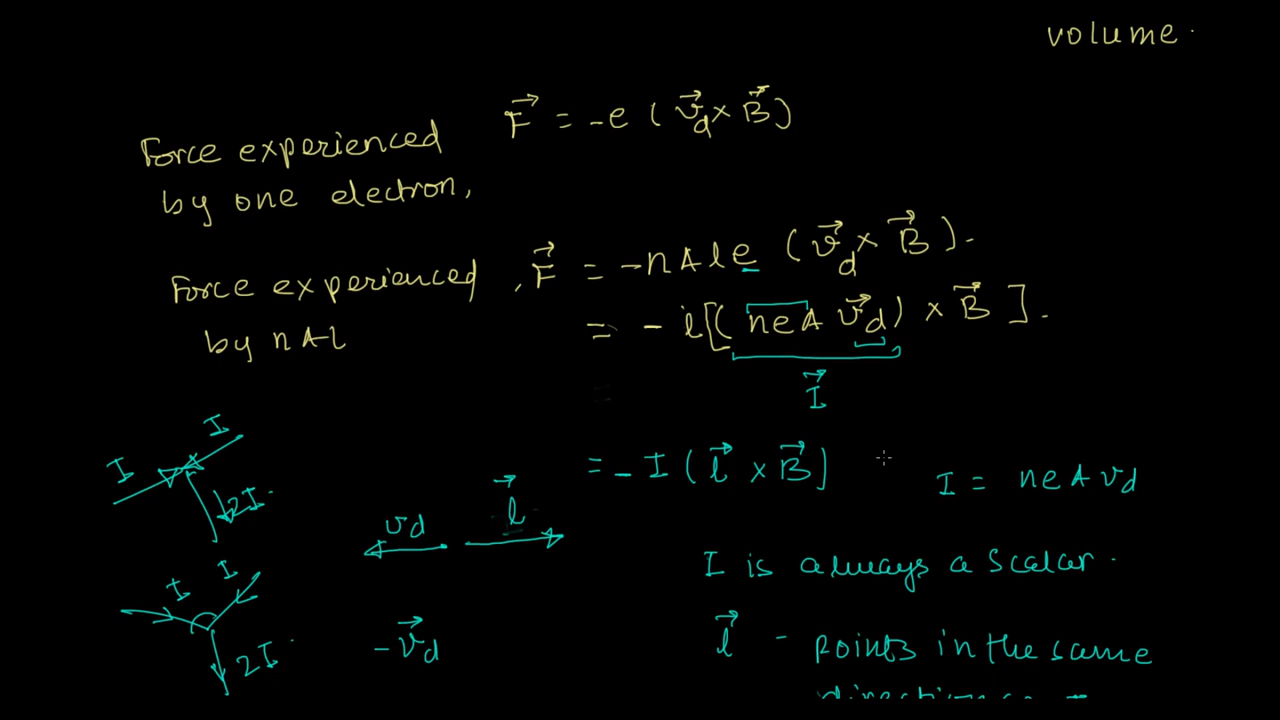 volume.
Force experienced
by one electron,
F⃗ = -e (v⃗d × B⃗)
Force experienced, F⃗ = -nAle (v⃗d × B⃗).
by nAl
= - l[(neA v⃗d) × B⃗].
I⃗
= - I (l⃗ × B⃗)
I = neAvd
I
I
2I.
vd
l⃗
I is always a scalar.
I
I
2I.
-v⃗d
l⃗ - points in the same